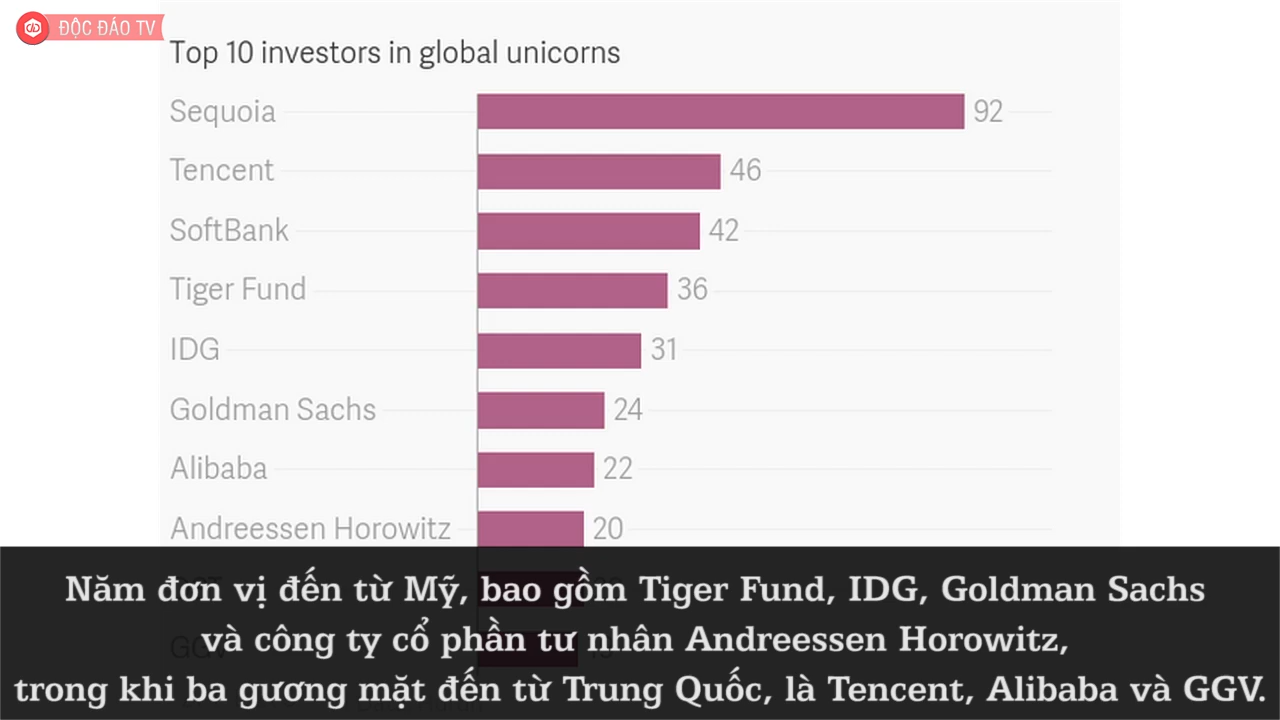 ĐỘC ĐÁO TV
Top 10 investors in global unicorns
Sequoia 92
Tencent 46
SoftBank 42
Tiger Fund 36
IDG 31
Goldman Sachs 24
Alibaba 22
Andreessen Horowitz 20
Năm đơn vị đến từ Mỹ, bao gồm Tiger Fund, IDG, Goldman Sachs
và công ty cổ phần tư nhân Andreessen Horowitz,
trong khi ba gương mặt đến từ Trung Quốc, là Tencent, Alibaba và GGV.